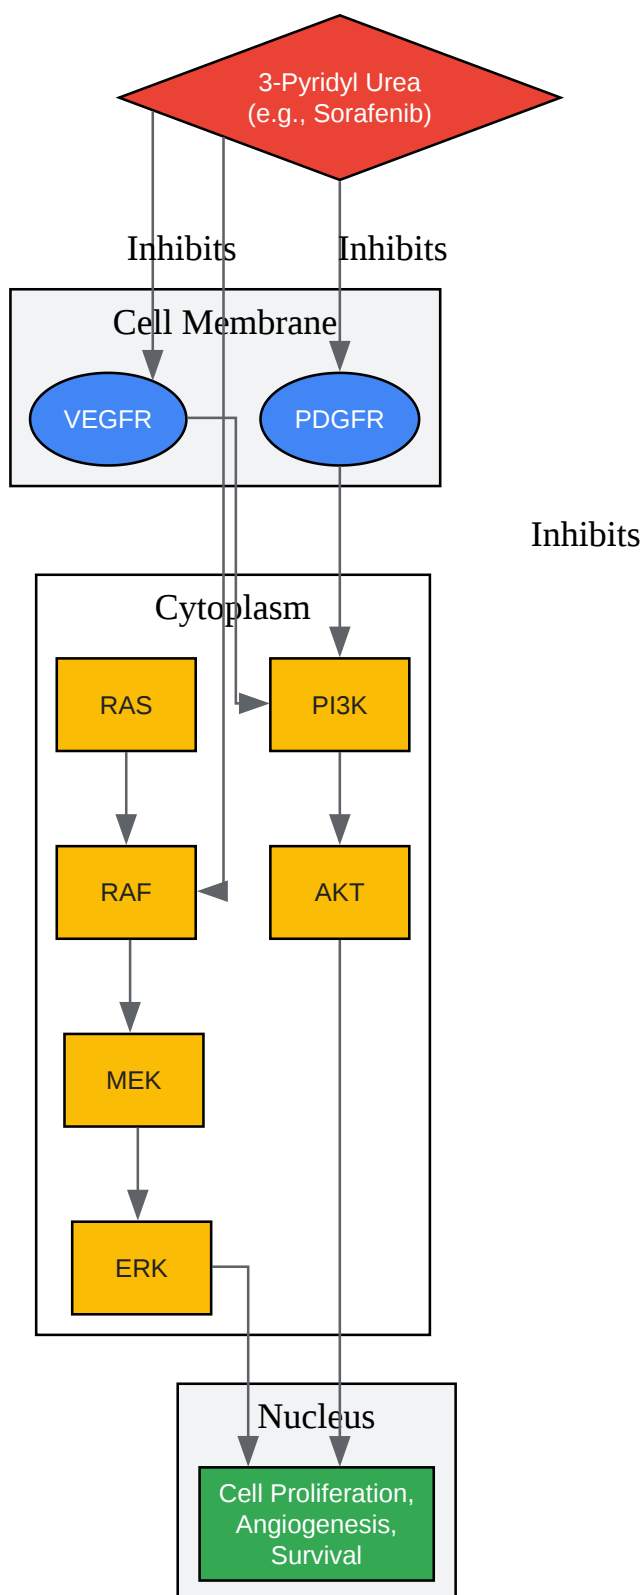 3-Pyridyl Urea
(e.g., Sorafenib)
Inhibits
Inhibits
Cell Membrane
VEGFR
PDGFR
Inhibits
Cytoplasm
RAS
PI3K
RAF
AKT
MEK
ERK
Nucleus
Cell Proliferation,
Angiogenesis,
Survival